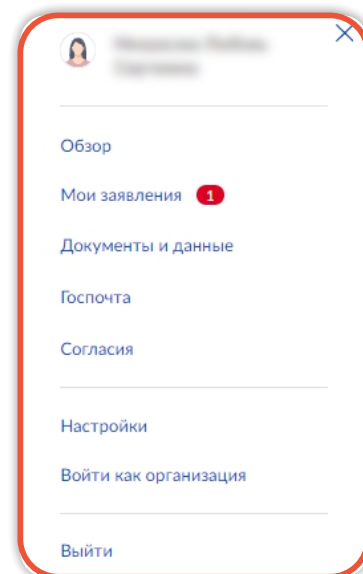 Обзор
Мои заявления 1
Документы и данные
Госпочта
Согласия
Настройки
Войти как организация
Выйти